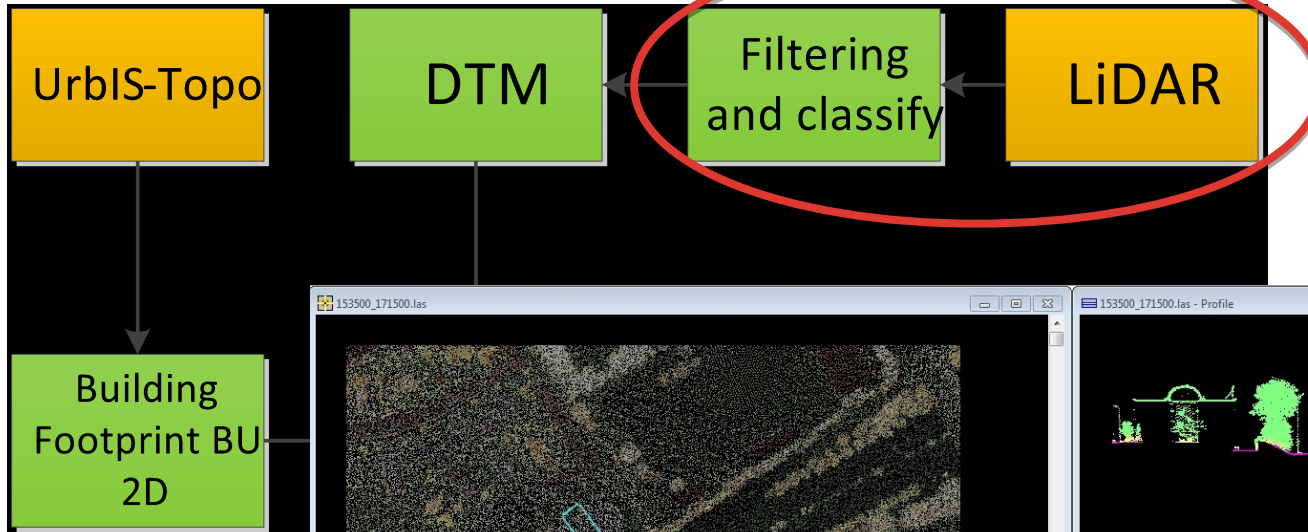 UrbIS-Topo
DTM
Filtering
and classify
LiDAR
153500_171500.las
153500_171500.las - Profile
Building
Footprint BU
2D